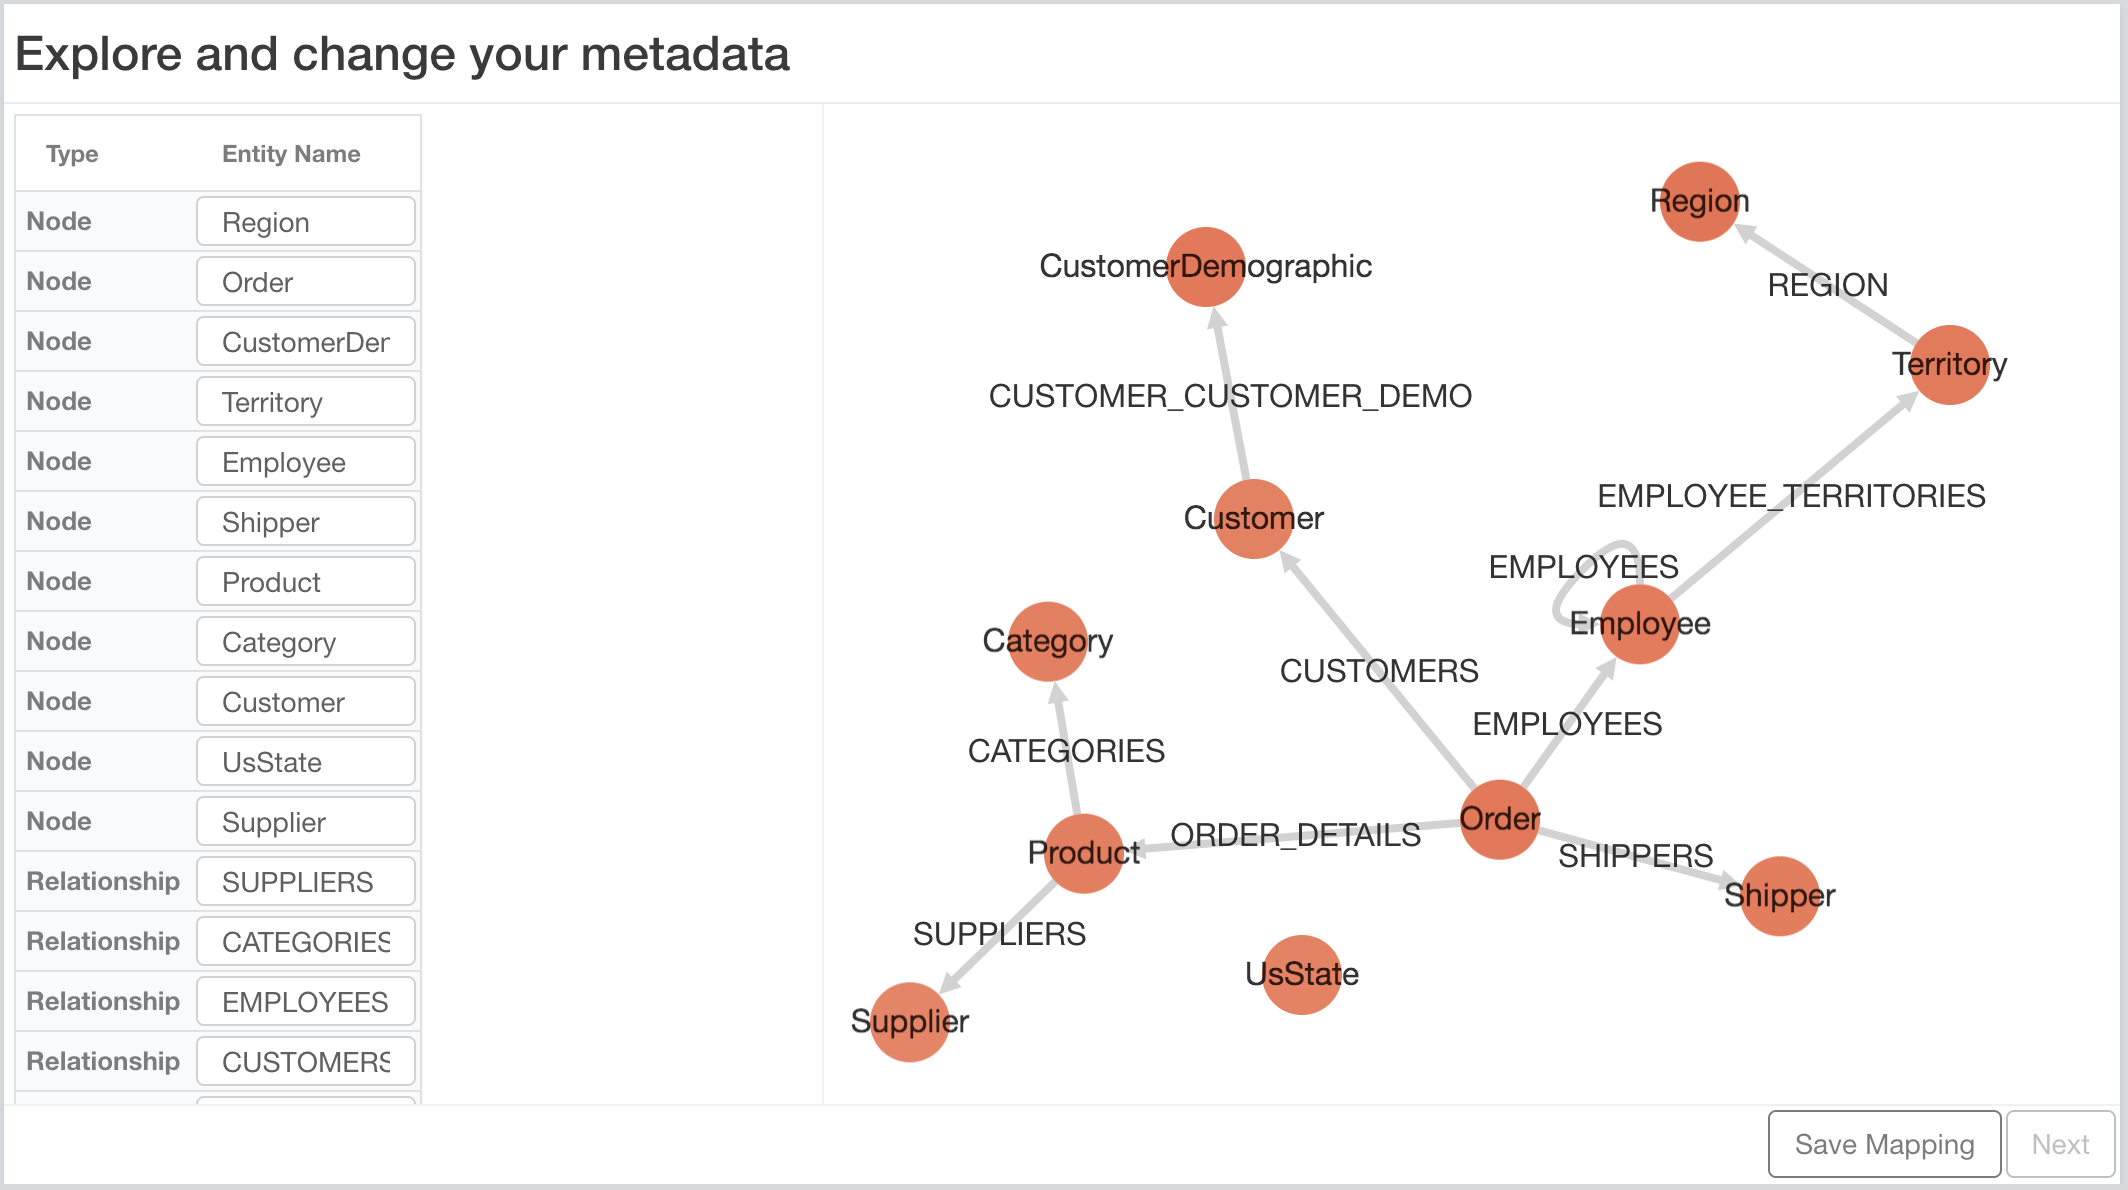 Explore and change your metadata
Type Entity Name
Node Region
Node Order
Node CustomerDer
Node Territory
Node Employee
Node Shipper
Node Product
Node Category
Node Customer
Node UsState
Node Supplier
Relationship SUPPLIERS
Relationship CATEGORIES
Relationship EMPLOYEES
Relationship CUSTOMERS
Region
CustomerDemographic
REGION
Territory
CUSTOMER_CUSTOMER_DEMO
EMPLOYEE_TERRITORIES
Customer
EMPLOYEES
Employee
Category
CUSTOMERS
EMPLOYEES
CATEGORIES
Order
ORDER_DETAILS
Product
SHIPPERS
Shipper
SUPPLIERS
UsState
Supplier
Save Mapping
Next